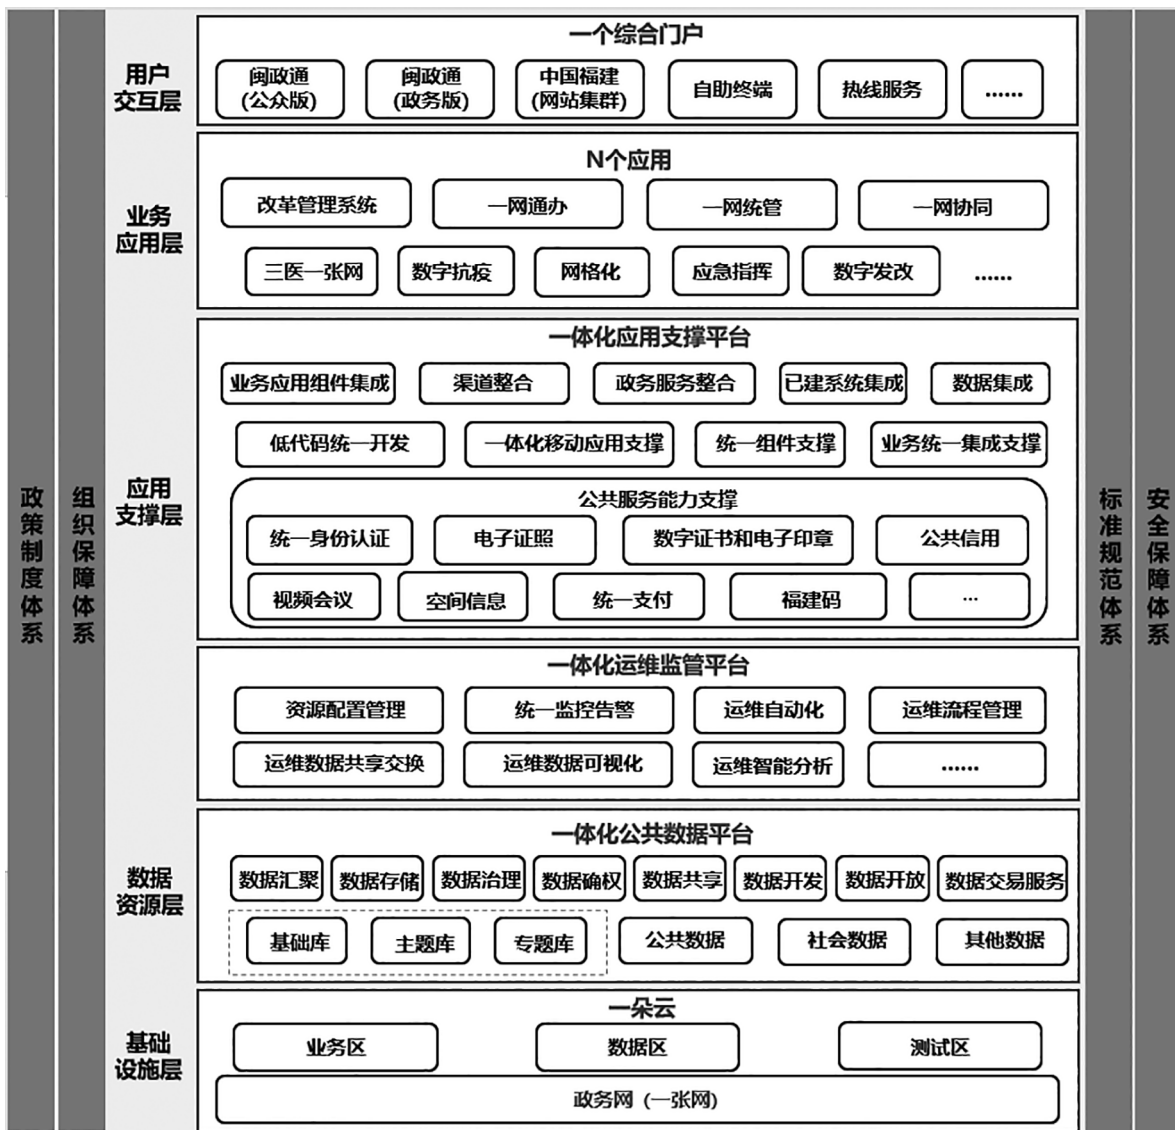 政策制度体系
组织保障体系
用户
交互层
一个综合门户
闽政通
(公众版)
闽政通
(政务版)
中国福建
(网站集群)
自助终端
热线服务
……
业务
应用层
N个应用
改革管理系统
一网通办
一网统管
一网协同
三医一张网
数字抗疫
网格化
应急指挥
数字发改
……
应用
支撑层
一体化应用支撑平台
业务应用组件集成
渠道整合
政务服务整合
已建系统集成
数据集成
低代码统一开发
一体化移动应用支撑
统一组件支撑
业务统一集成支撑
公共服务能力支撑
统一身份认证
电子证照
数字证书和电子印章
公共信用
视频会议
空间信息
统一支付
福建码
…
一体化运维监管平台
资源配置管理
统一监控告警
运维自动化
运维流程管理
运维数据共享交换
运维数据可视化
运维智能分析
……
数据
资源层
一体化公共数据平台
数据汇聚
数据存储
数据治理
数据确权
数据共享
数据开发
数据开放
数据交易服务
基础库
主题库
专题库
公共数据
社会数据
其他数据
基础
设施层
一朵云
业务区
数据区
测试区
政务网 (一张网)
标准规范体系
安全保障体系